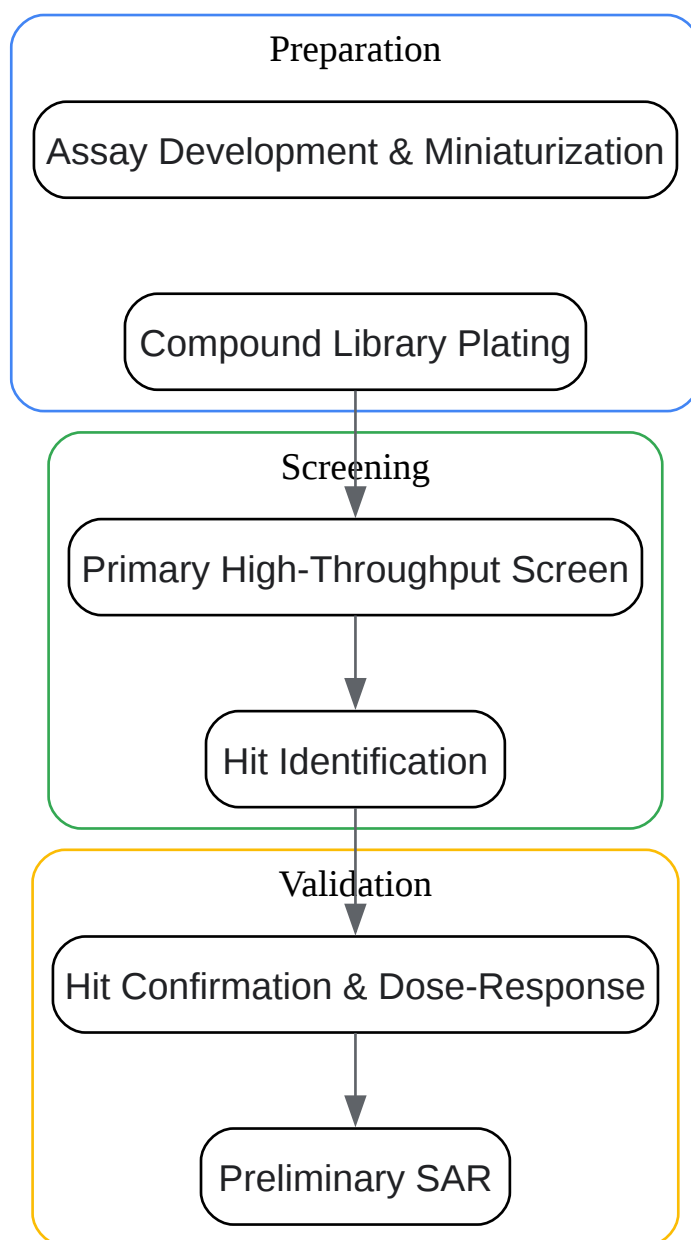 Preparation
Assay Development & Miniaturization
Compound Library Plating
Screening
Primary High-Throughput Screen
Hit Identification
Validation
Hit Confirmation & Dose-Response
Preliminary SAR